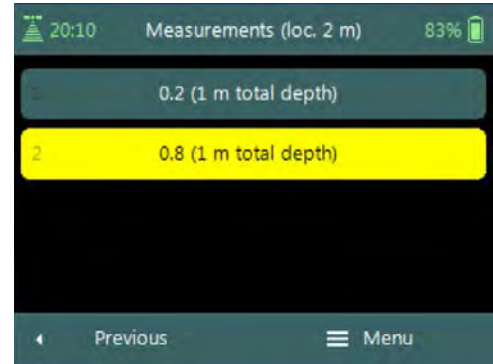 20:10 Measurements (loc. 2 m) 83%
1 0.2 (1 m total depth)
2 0.8 (1 m total depth)
Previous Menu